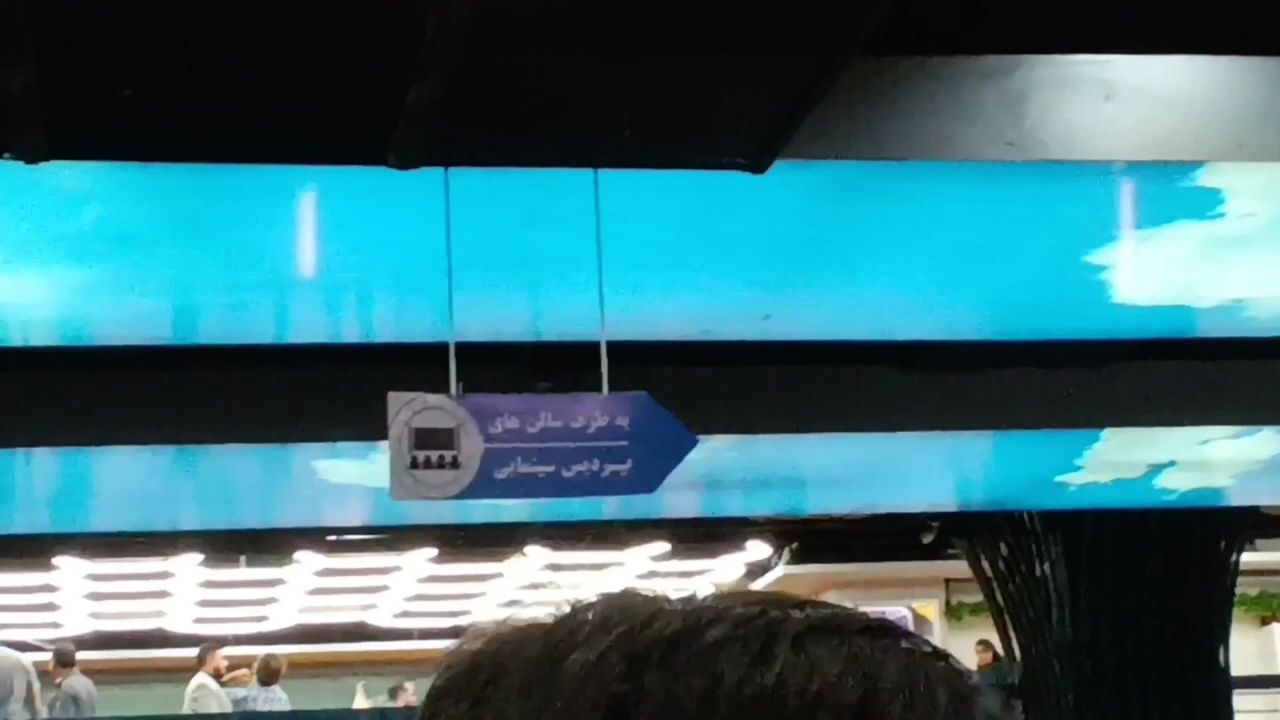 به طرف سالن های
پردیس سینمایی